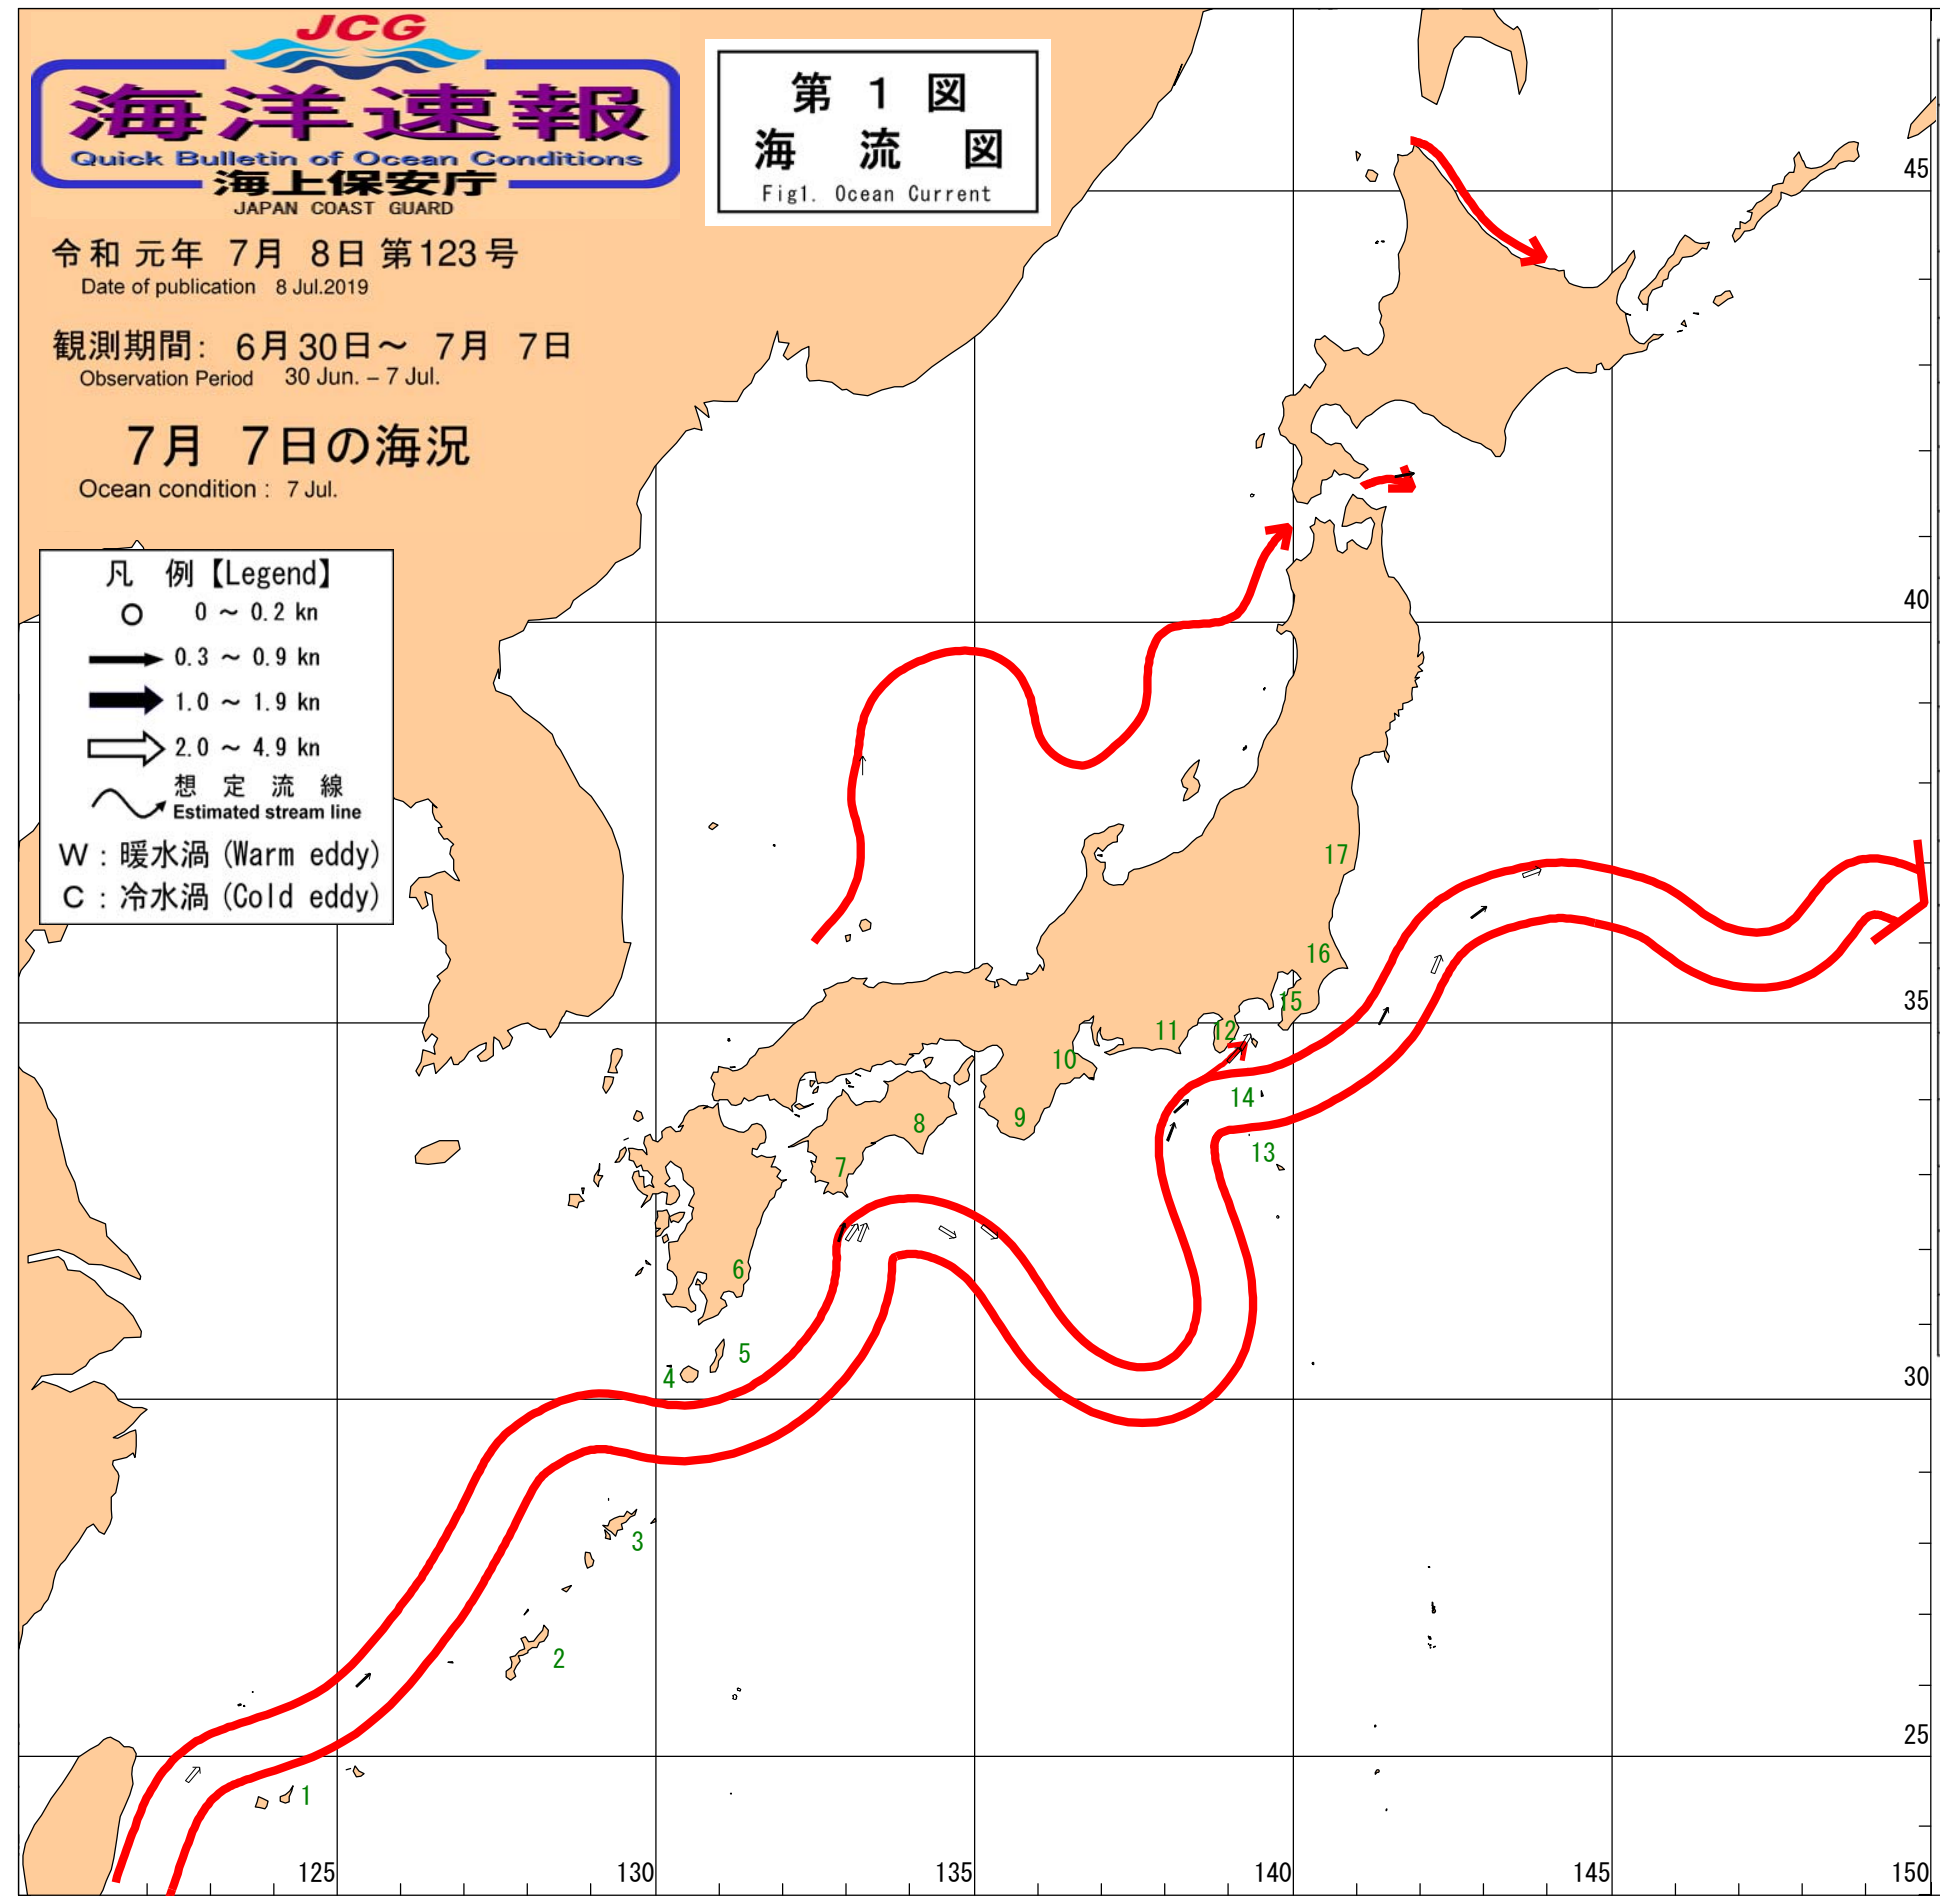 JCG
海洋速報
Quick Bulletin of Ocean Conditions
海上保安庁
JAPAN COAST GUARD
第 1 図
海 流 図
Fig1. Ocean Current
令和 元年 7月 8日 第123号
Date of publication 8 Jul.2019
観測期間: 6月30日～ 7月 7日
Observation Period 30 Jun. – 7 Jul.
7月 7日の海況
Ocean condition : 7 Jul.
凡 例【Legend】
0 ～ 0.2 kn
0.3 ～ 0.9 kn
1.0 ～ 1.9 kn
2.0 ～ 4.9 kn
想 定 流 線
Estimated stream line
W : 暖水渦 (Warm eddy)
C : 冷水渦 (Cold eddy)
45
40
17
16
35
15
12
11
10
14
9
8
13
7
6
5
4
30
3
2
25
1
125
130
135
140
145
150